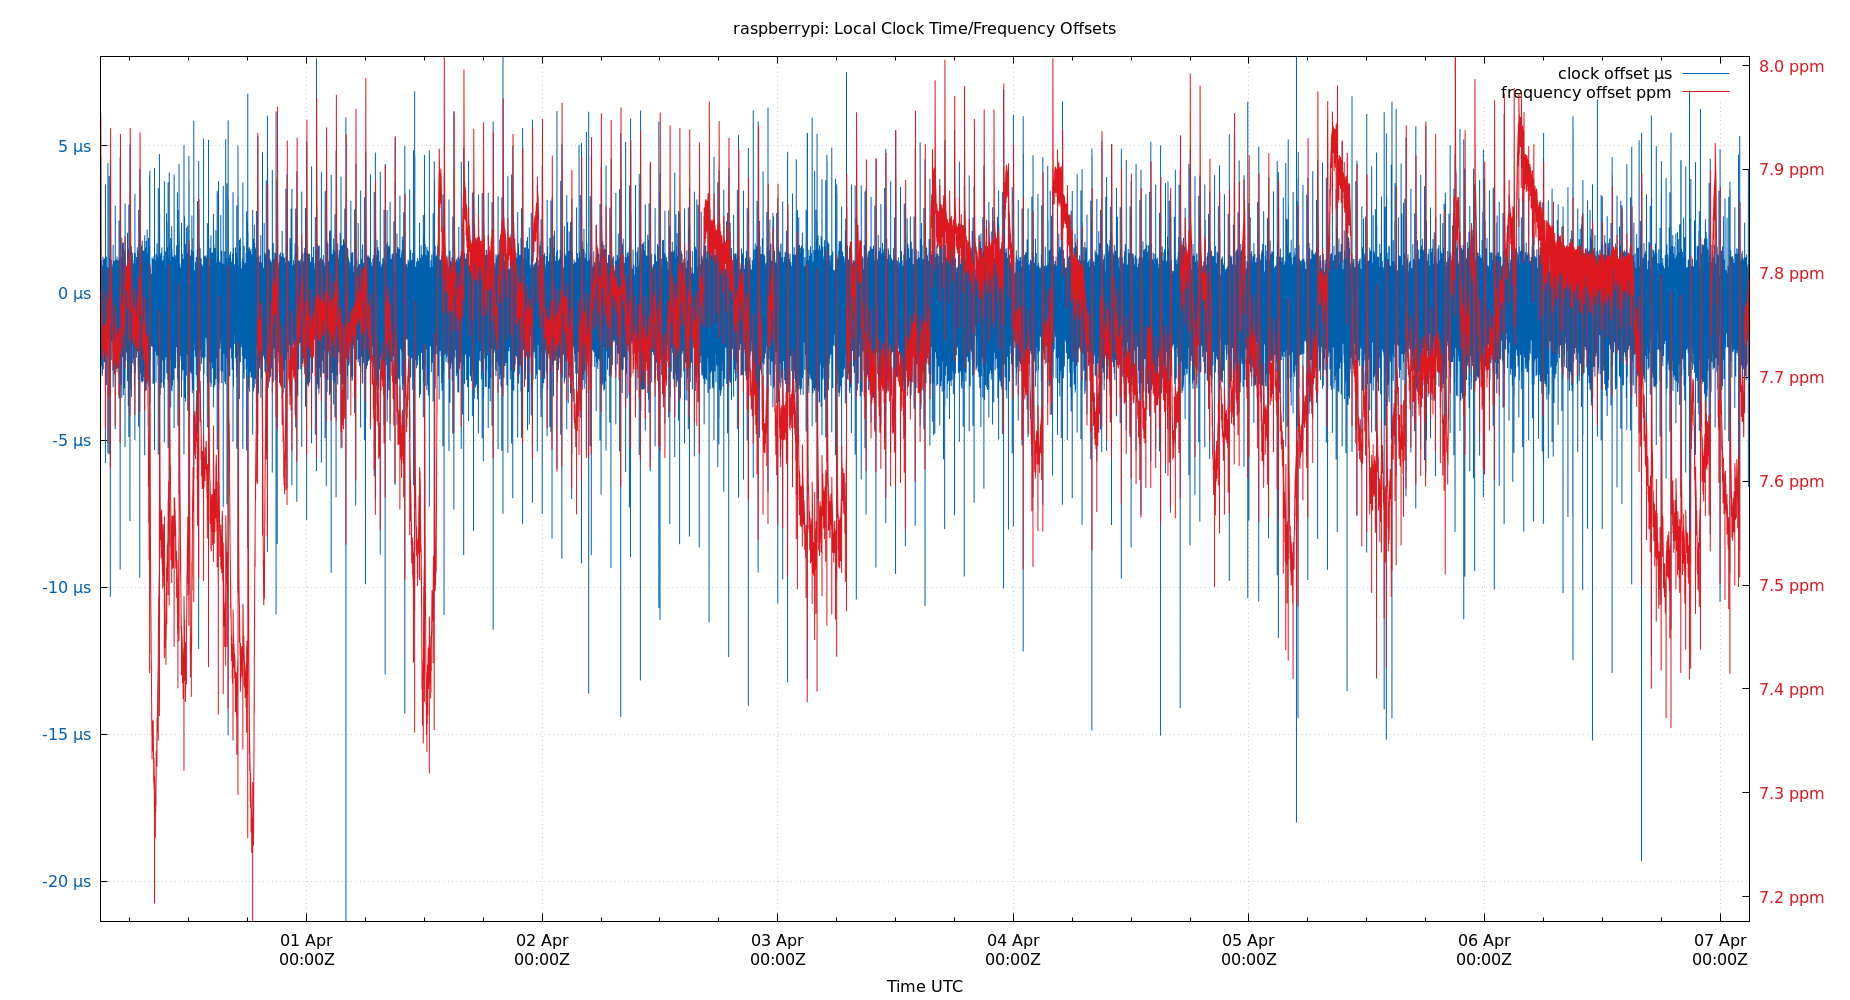 raspberrypi: Local Clock Time/Frequency Offsets
clock offset µs
frequency offset ppm
5 µs
0 µs
-5 µs
-10 µs
-15 µs
-20 µs
8.0 ppm
7.9 ppm
7.8 ppm
7.7 ppm
7.6 ppm
7.5 ppm
7.4 ppm
7.3 ppm
7.2 ppm
01 Apr
00:00Z
02 Apr
00:00Z
03 Apr
00:00Z
04 Apr
00:00Z
05 Apr
00:00Z
06 Apr
00:00Z
07 Apr
00:00Z
Time UTC